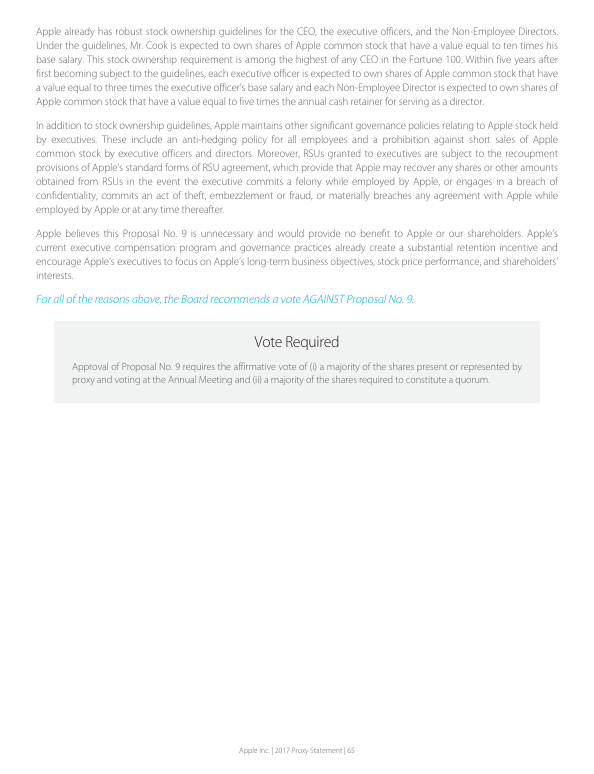 Apple already has robust stock ownership guidelines for the CEO, the executive officers, and the Non-Employee Directors.
Under the guidelines, Mr. Cook is expected to own shares of Apple common stock that have a value equal to ten times his
base salary. This stock ownership requirement is among the highest of any CEO in the Fortune 100. Within five years after
first becoming subject to the guidelines, each executive officer is expected to own shares of Apple common stock that have
a value equal to three times the executive officer's base salary and each Non-Employee Director is expected to own shares of
Apple common stock that have a value equal to five times the annual cash retainer for serving as a director.
In addition to stock ownership guidelines, Apple maintains other significant governance policies relating to Apple stock held
by executives. These include an anti-hedging policy for all employees and a prohibition against short sales of Apple
common stock by executive officers and directors. Moreover, RSUs granted to executives are subject to the recoupment
provisions of Apple's standard forms of RSU agreement, which provide that Apple may recover any shares or other amounts
obtained from RSUs in the event the executive commits a felony while employed by Apple, or engages in a breach of
confidentiality, commits an act of theft, embezzlement or fraud, or materially breaches any agreement with Apple while
employed by Apple or at any time thereafter.
Apple believes this Proposal No. 9 is unnecessary and would provide no benefit to Apple or our shareholders. Apple's
current executive compensation program and governance practices already create a substantial retention incentive and
encourage Apple's executives to focus on Apple's long-term business objectives, stock price performance, and shareholders'
interests.
For all of the reasons above, the Board recommends a vote AGAINST Proposal No. 9.
Vote Required
Approval of Proposal No. 9 requires the affirmative vote of (i) a majority of the shares present or represented by
proxy and voting at the Annual Meeting and (ii) a majority of the shares required to constitute a quorum.
Apple Inc. | 2017 Proxy Statement | 65